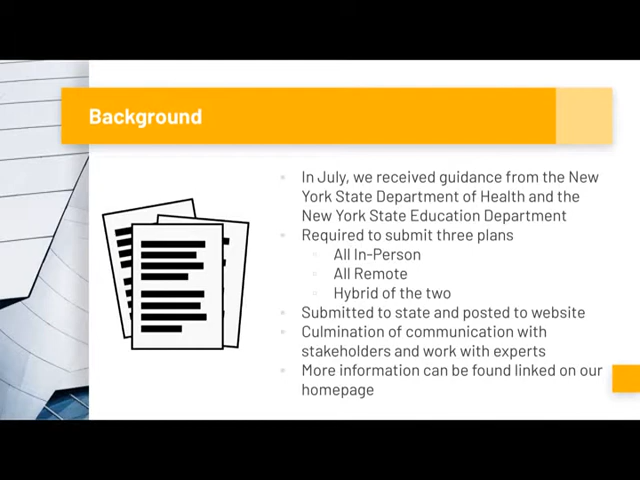 Background
In July, we received guidance from the New
York State Department of Health and the
New York State Education Department
Required to submit three plans
All In-Person
All Remote
Hybrid of the two
Submitted to state and posted to website
Culmination of communication with
stakeholders and work with experts
More information can be found linked on our
homepage